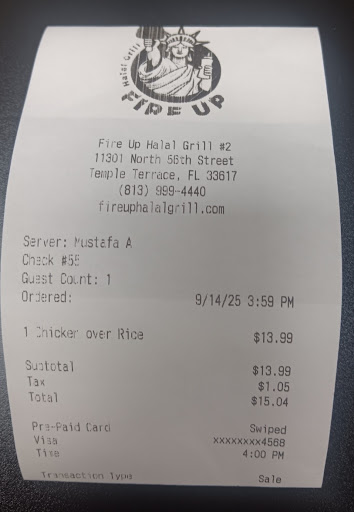 Halal Grill
FIRE UP
Fire Up Halal Grill #2
11301 North 56th Street
Temple Terrace, FL 33617
(813) 999-4440
fireuphalalgrill.com
Server: Mustafa A
Check #55
Guest Count: 1
Ordered: 9/14/25 3:59 PM
1 Chicken over Rice $13.99
Subtotal $13.99
Tax $1.05
Total $15.04
Pre-Paid Card Swiped
Visa xxxxxxxx4568
Time 4:00 PM
Transaction Type Sale